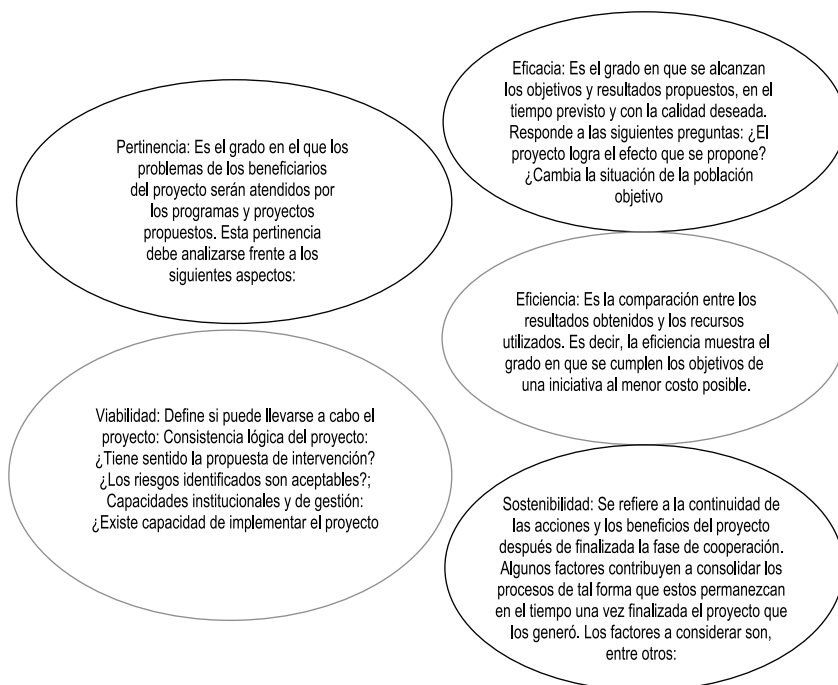 Pertinencia: Es el grado en el que los
problemas de los beneficiarios
del proyecto serán atendidos por
los programas y proyectos
propuestos. Esta pertinencia
debe analizarse frente a los
siguientes aspectos:
Viabilidad: Define si puede llevarse a cabo el
proyecto: Consistencia lógica del proyecto:
¿Tiene sentido la propuesta de intervención?
¿Los riesgos identificados son aceptables?;
Capacidades institucionales y de gestión:
¿Existe capacidad de implementar el proyecto
Eficacia: Es el grado en que se alcanzan
los objetivos y resultados propuestos, en el
tiempo previsto y con la calidad deseada.
Responde a las siguientes preguntas: ¿El
proyecto logra el efecto que se propone?
¿Cambia la situación de la población
objetivo
Eficiencia: Es la comparación entre los
resultados obtenidos y los recursos
utilizados. Es decir, la eficiencia muestra el
grado en que se cumplen los objetivos de
una iniciativa al menor costo posible.
Sostenibilidad: Se refiere a la continuidad de
las acciones y los beneficios del proyecto
después de finalizada la fase de cooperación.
Algunos factores contribuyen a consolidar los
procesos de tal forma que estos permanezcan
en el tiempo una vez finalizada el proyecto que
los generó. Los factores a considerar son,
entre otros: